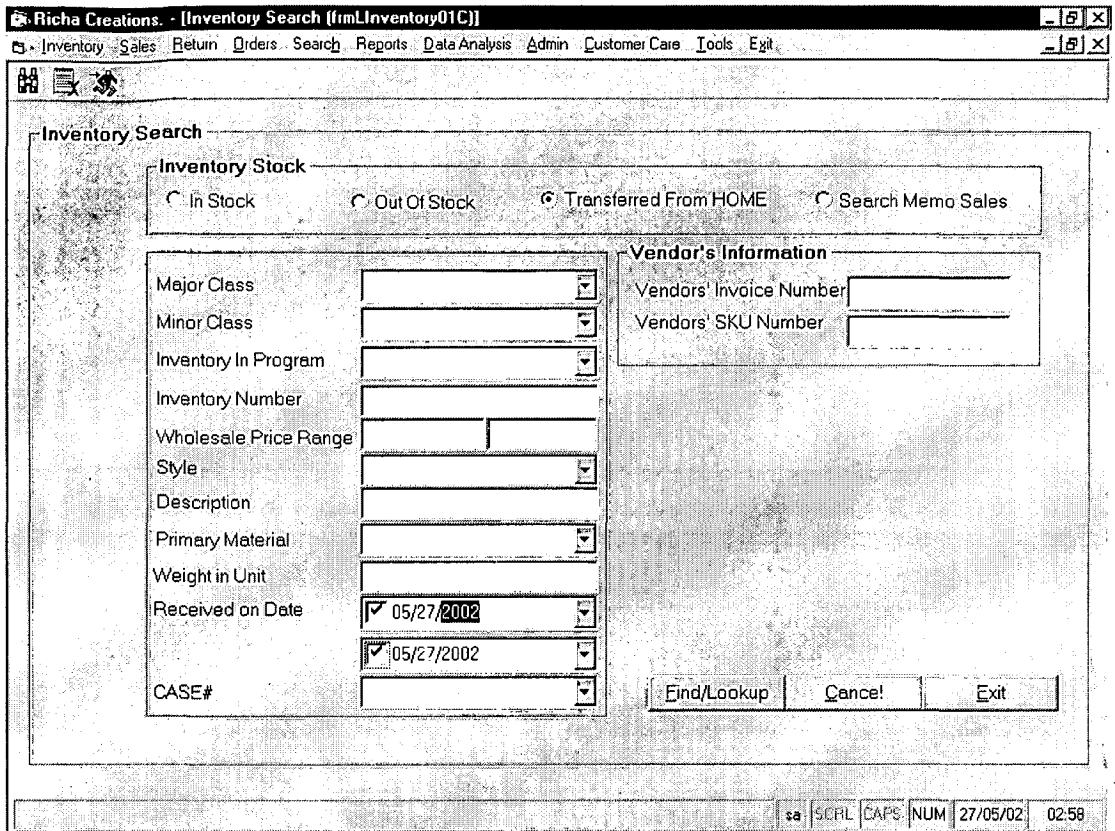 Richa Creations. - [Inventory Search (frmLInventory01C)]
Inventory Sales Return Orders Search Reports Data Analysis Admin Customer Care Tools Exit
Inventory Search
Inventory Stock
In Stock Out Of Stock Transferred From HOME Search Memo Sales
Vendor's Information
Major Class
Vendors' Invoice Number
Minor Class
Vendors' SKU Number
Inventory In Program
Inventory Number
Wholesale Price Range
Style
Description
Primary Material
Weight in Unit
Received on Date 05/27/2002
05/27/2002
CASE#
Find/Lookup Cancel Exit
sa SCRL CAPS NUM 27/05/02 02:58